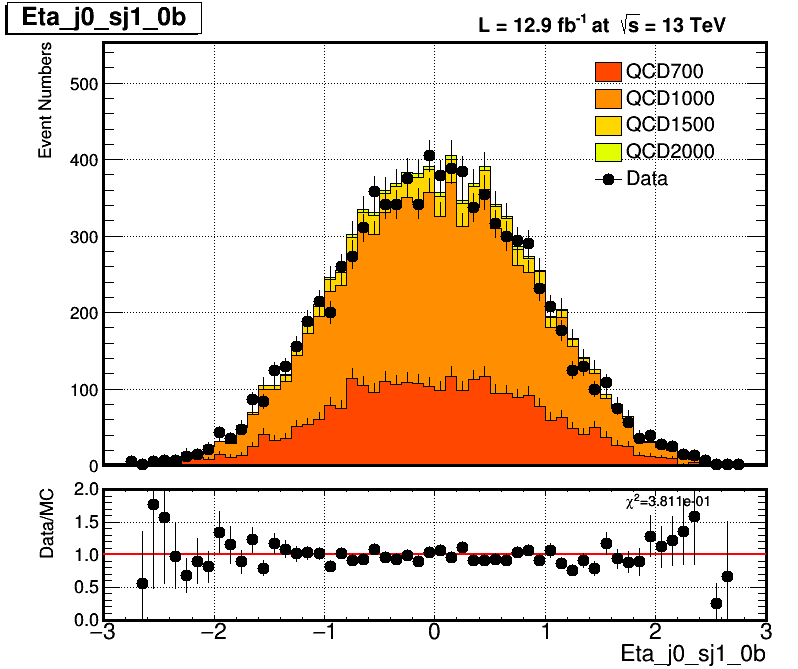 Eta_j0_sj1_0b
L = 12.9 fb⁻¹ at √s = 13 TeV
Event Numbers
500
400
300
200
100
0
QCD700
QCD1000
QCD1500
QCD2000
Data
Data/MC
2.0
1.5
1.0
0.5
0.0
χ²=3.811e-01
−3 −2 −1 0 1 2 3
Eta_j0_sj1_0b